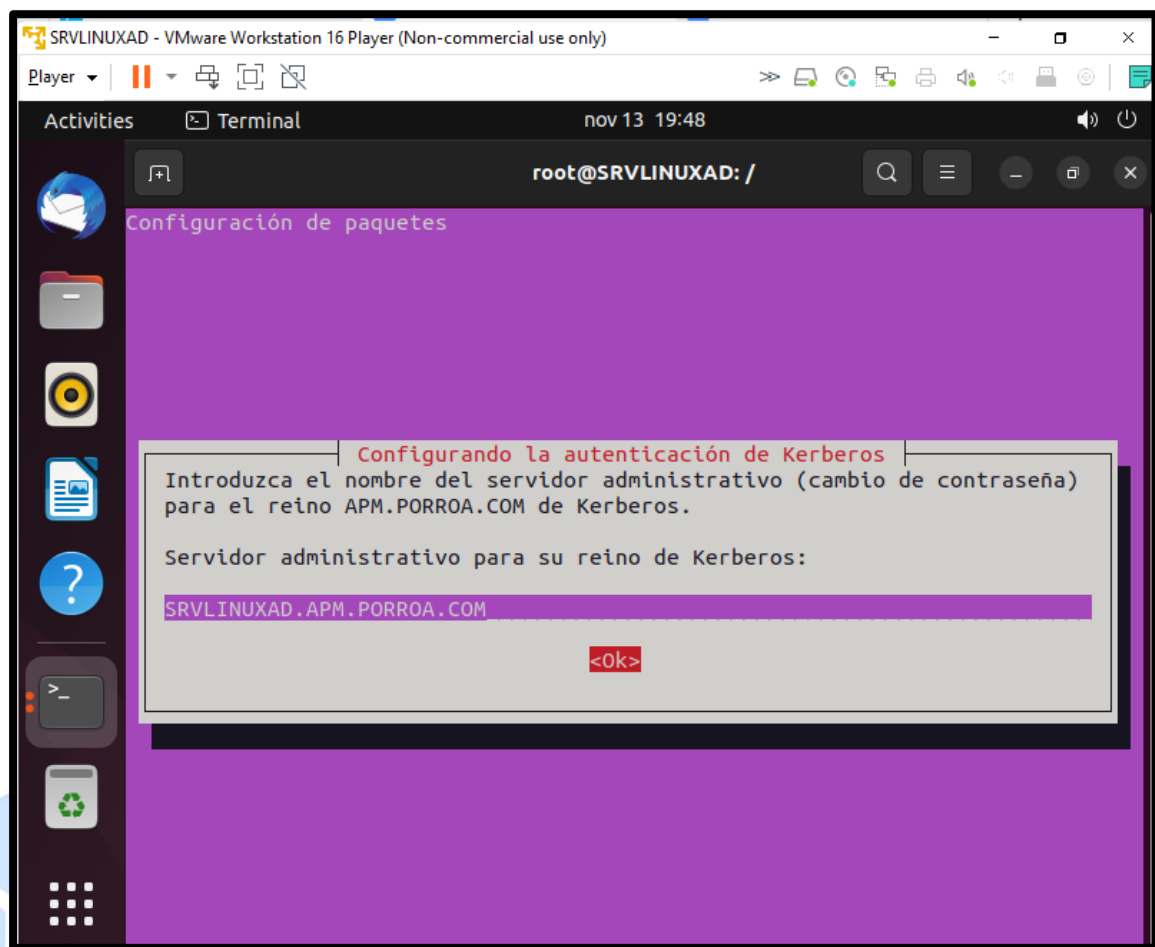 SRVLINUXAD - VMware Workstation 16 Player (Non-commercial use only)
Player
Activities Terminal nov 13 19:48
root@SRVLINUXAD: /
Configuración de paquetes
Configurando la autenticación de Kerberos
Introduzca el nombre del servidor administrativo (cambio de contraseña)
para el reino APM.PORROA.COM de Kerberos.
Servidor administrativo para su reino de Kerberos:
SRVLINUXAD.APM.PORROA.COM
<Ok>